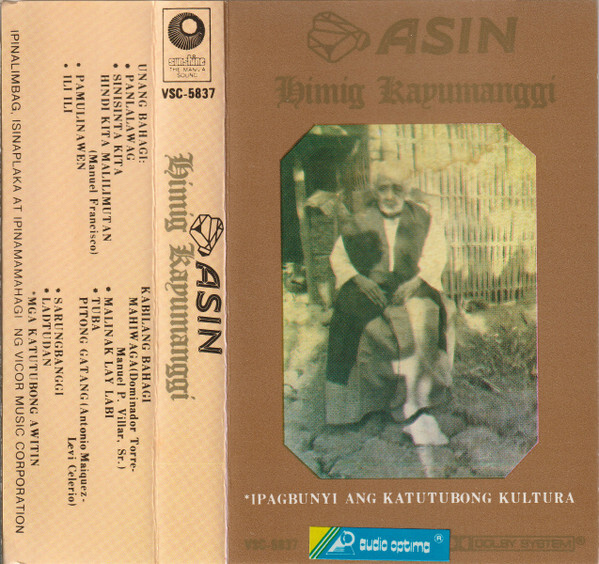 IPINALIMBAG, ISINAPLAKA AT IPINAMAMAHAGI NG VICOR MUSIC CORPORATION
UNANG BAHAGI:
• PANLALAWAG
• SINISINTA KITA
HINDI KITA MALILIMUTAN
(Manuel Francisco)
• PAMULINAWEN
• ILI ILI
KABILANG BAHAGI
MAHIWAGA (Dominador Torre-
Manuel P. Villar, Sr.)
• MALINAK LAY LABI
• TUBA
PITONG GATANG (Antonio Maiquez-
Levi Celerio)
• SARUNGBANGGI
• LADTUDAN
*MGA KATUTUBONG AWITIN
sunshine
THE MANILA
SOUND
VSC-5837
Himig Kayumanggi
ASIN
ASIN
Himig Kayumanggi
*IPAGBUNYI ANG KATUTUBONG KULTURA
VSC-5837
audio optima ®
DOLBY SYSTEM ®